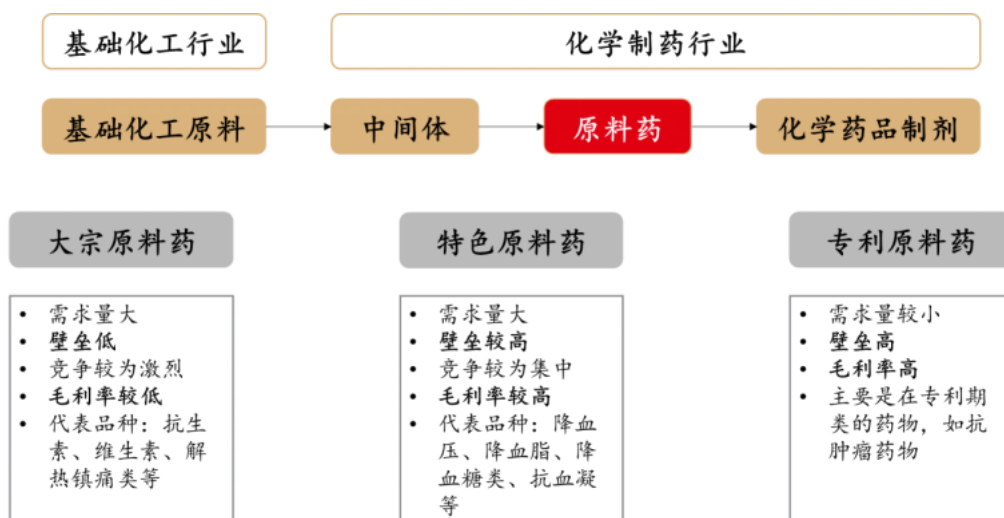 基础化工行业
化学制药行业
基础化工原料
中间体
原料药
化学药品制剂
大宗原料药
• 需求量大
• 壁垒低
• 竞争较为激烈
• 毛利率较低
• 代表品种：抗生
素、维生素、解
热镇痛类等
特色原料药
• 需求量大
• 壁垒较高
• 竞争较为集中
• 毛利率较高
• 代表品种：降血
压、降血脂、降
血糖类、抗血凝
等
专利原料药
• 需求量较小
• 壁垒高
• 毛利率高
• 主要是在专利期
类的药物，如抗
肿瘤药物